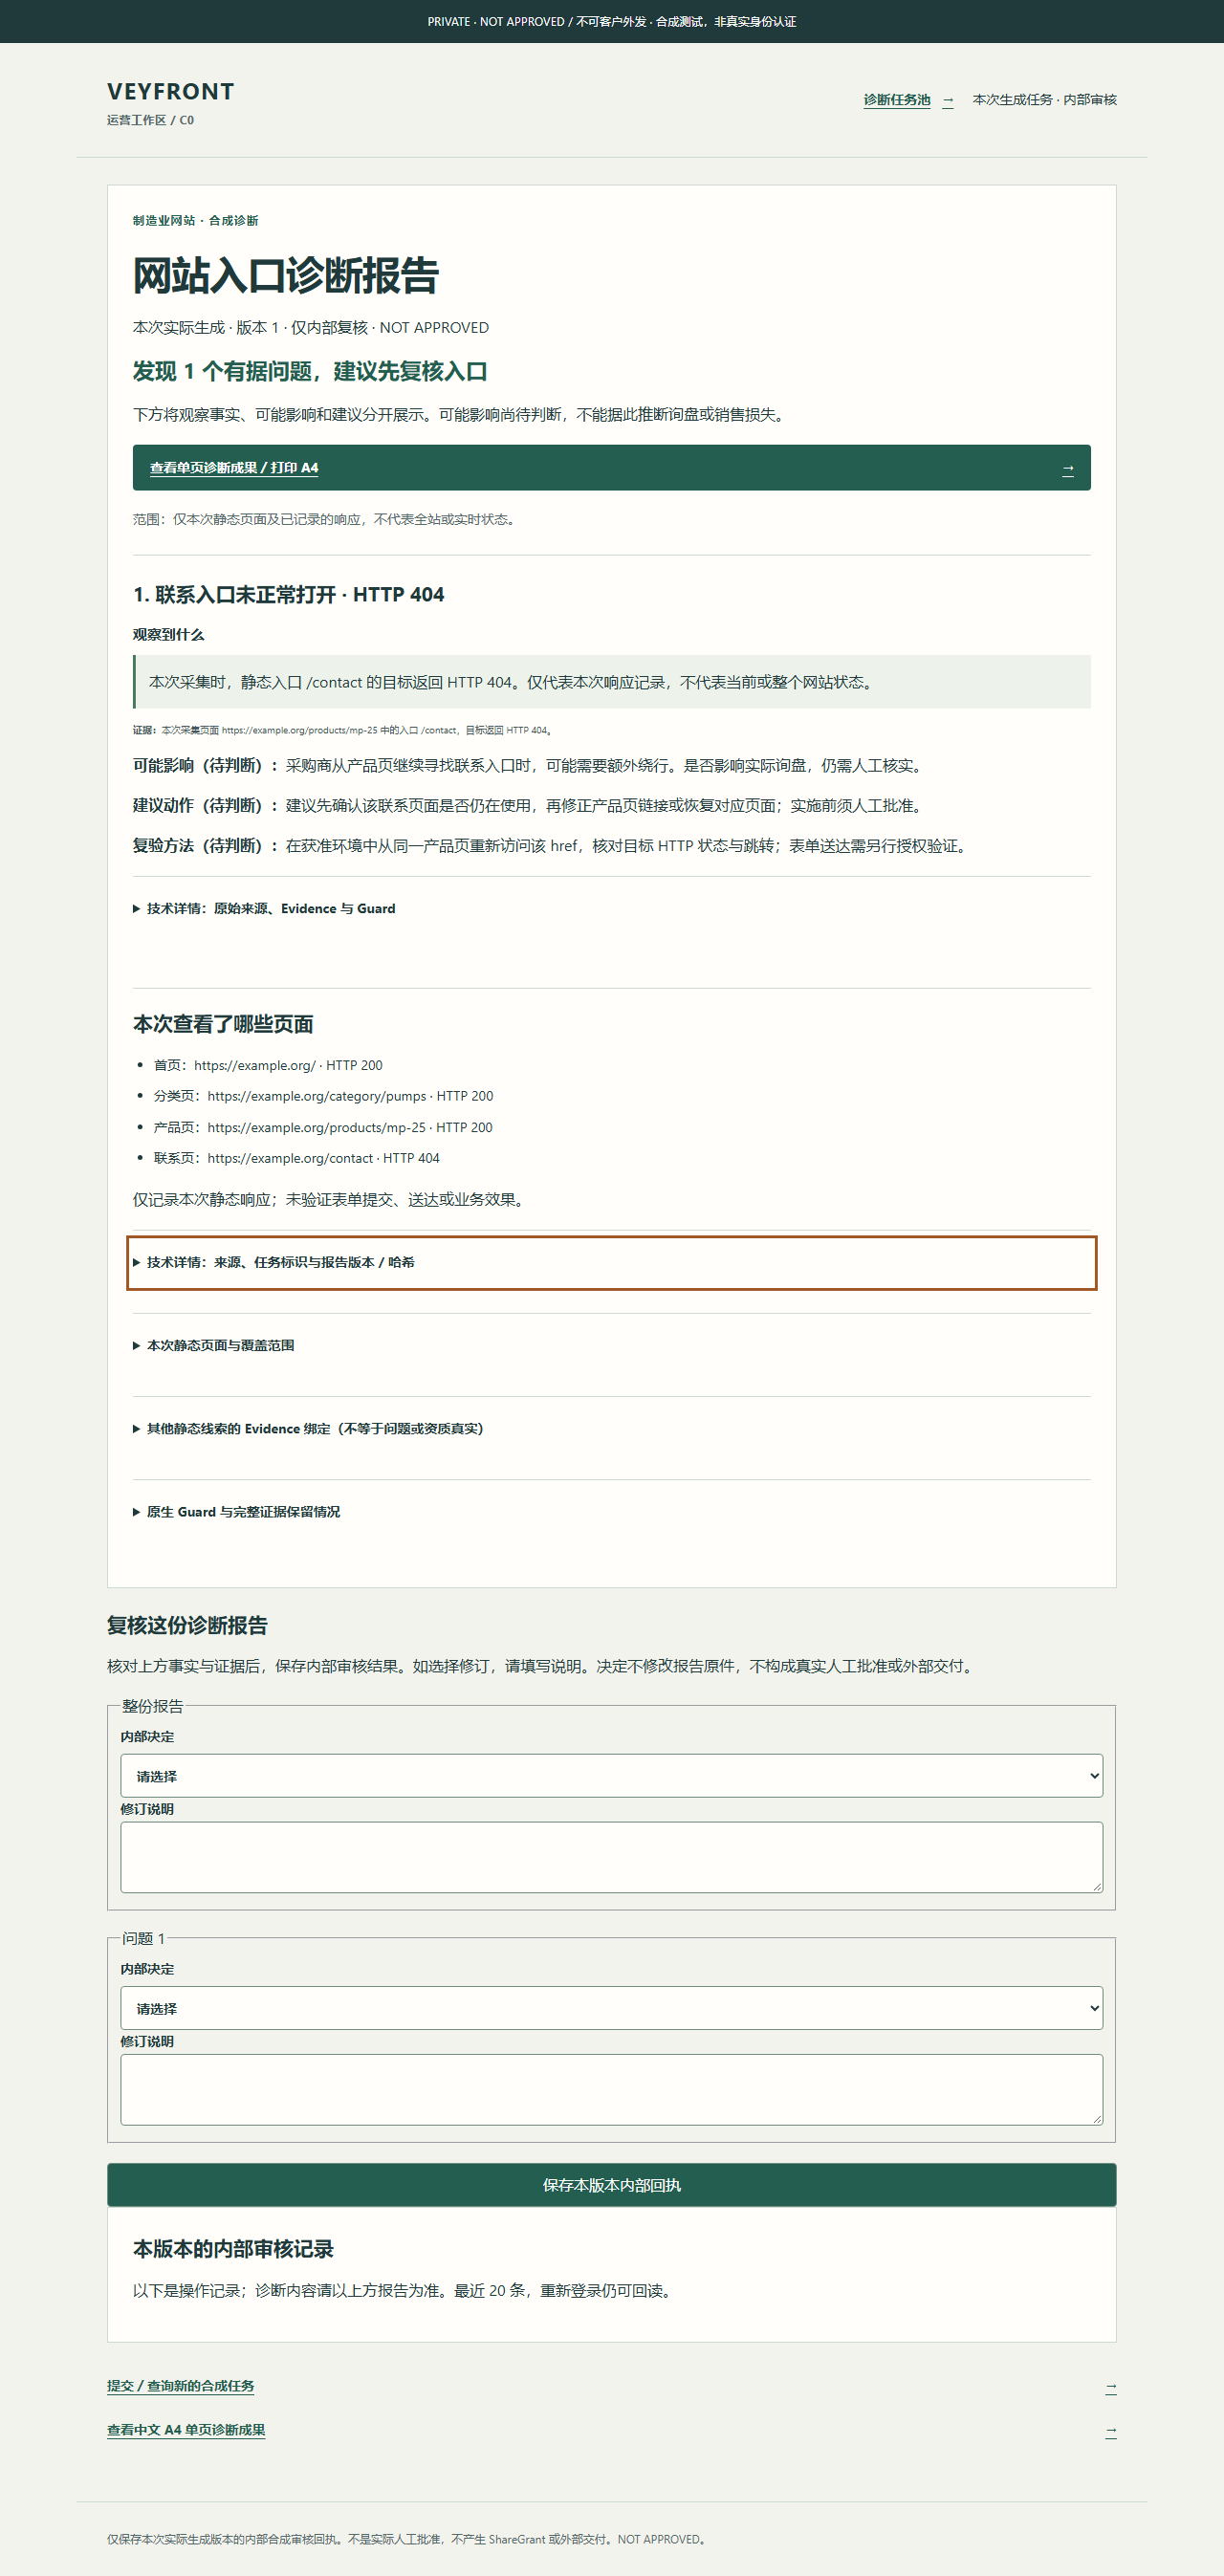 PRIVATE · NOT APPROVED / 不可客户外发 · 合成测试，非真实身份认证
VEYFRONT
运营工作区 / C0
诊断任务池 → 本次生成任务 · 内部审核
制造业网站 · 合成诊断
网站入口诊断报告
本次实际生成 · 版本 1 · 仅内部复核 · NOT APPROVED
发现 1 个有据问题，建议先复核入口
下方将观察事实、可能影响和建议分开展示。可能影响尚待判断，不能据此推断询盘或销售损失。
查看单页诊断成果 / 打印 A4 →
范围：仅本次静态页面及已记录的响应，不代表全站或实时状态。
1. 联系入口未正常打开 · HTTP 404
观察到什么
本次采集时，静态入口 /contact 的目标返回 HTTP 404。仅代表本次响应记录，不代表当前或整个网站状态。
证据：本次采集页面 https://example.org/products/mp-25 中的入口 /contact，目标返回 HTTP 404。
可能影响（待判断）：采购商从产品页继续寻找联系入口时，可能需要额外绕行。是否影响实际询盘，仍需人工核实。
建议动作（待判断）：建议先确认该联系页面是否仍在使用，再修正产品页链接或恢复对应页面；实施前须人工批准。
复验方法（待判断）：在获准环境中从同一产品页重新访问该 href，核对目标 HTTP 状态与跳转；表单送达需另行授权验证。
▶ 技术详情：原始来源、Evidence 与 Guard
本次查看了哪些页面
• 首页：https://example.org/ · HTTP 200
• 分类页：https://example.org/category/pumps · HTTP 200
• 产品页：https://example.org/products/mp-25 · HTTP 200
• 联系页：https://example.org/contact · HTTP 404
仅记录本次静态响应；未验证表单提交、送达或业务效果。
▶ 技术详情：来源、任务标识与报告版本 / 哈希
▶ 本次静态页面与覆盖范围
▶ 其他静态线索的 Evidence 绑定（不等于问题或资质真实）
▶ 原生 Guard 与完整证据保留情况
复核这份诊断报告
核对上方事实与证据后，保存内部审核结果。如选择修订，请填写说明。决定不修改报告原件，不构成真实人工批准或外部交付。
整份报告
内部决定
请选择
修订说明
问题 1
内部决定
请选择
修订说明
保存本版本内部回执
本版本的内部审核记录
以下是操作记录；诊断内容请以上方报告为准。最近 20 条，重新登录仍可回读。
提交 / 查询新的合成任务 →
查看中文 A4 单页诊断成果 →
仅保存本次实际生成版本的内部合成审核回执。不是实际人工批准，不产生 ShareGrant 或外部交付。NOT APPROVED。